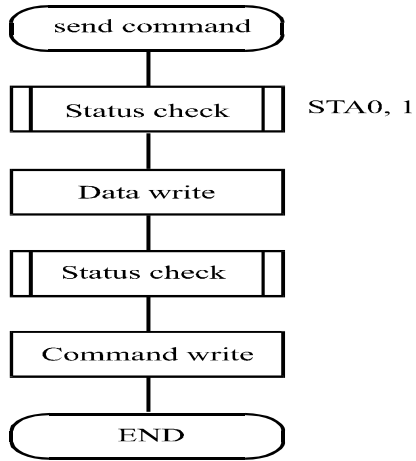 send command
Status check
STA0, 1
Data write
Status check
Command write
END